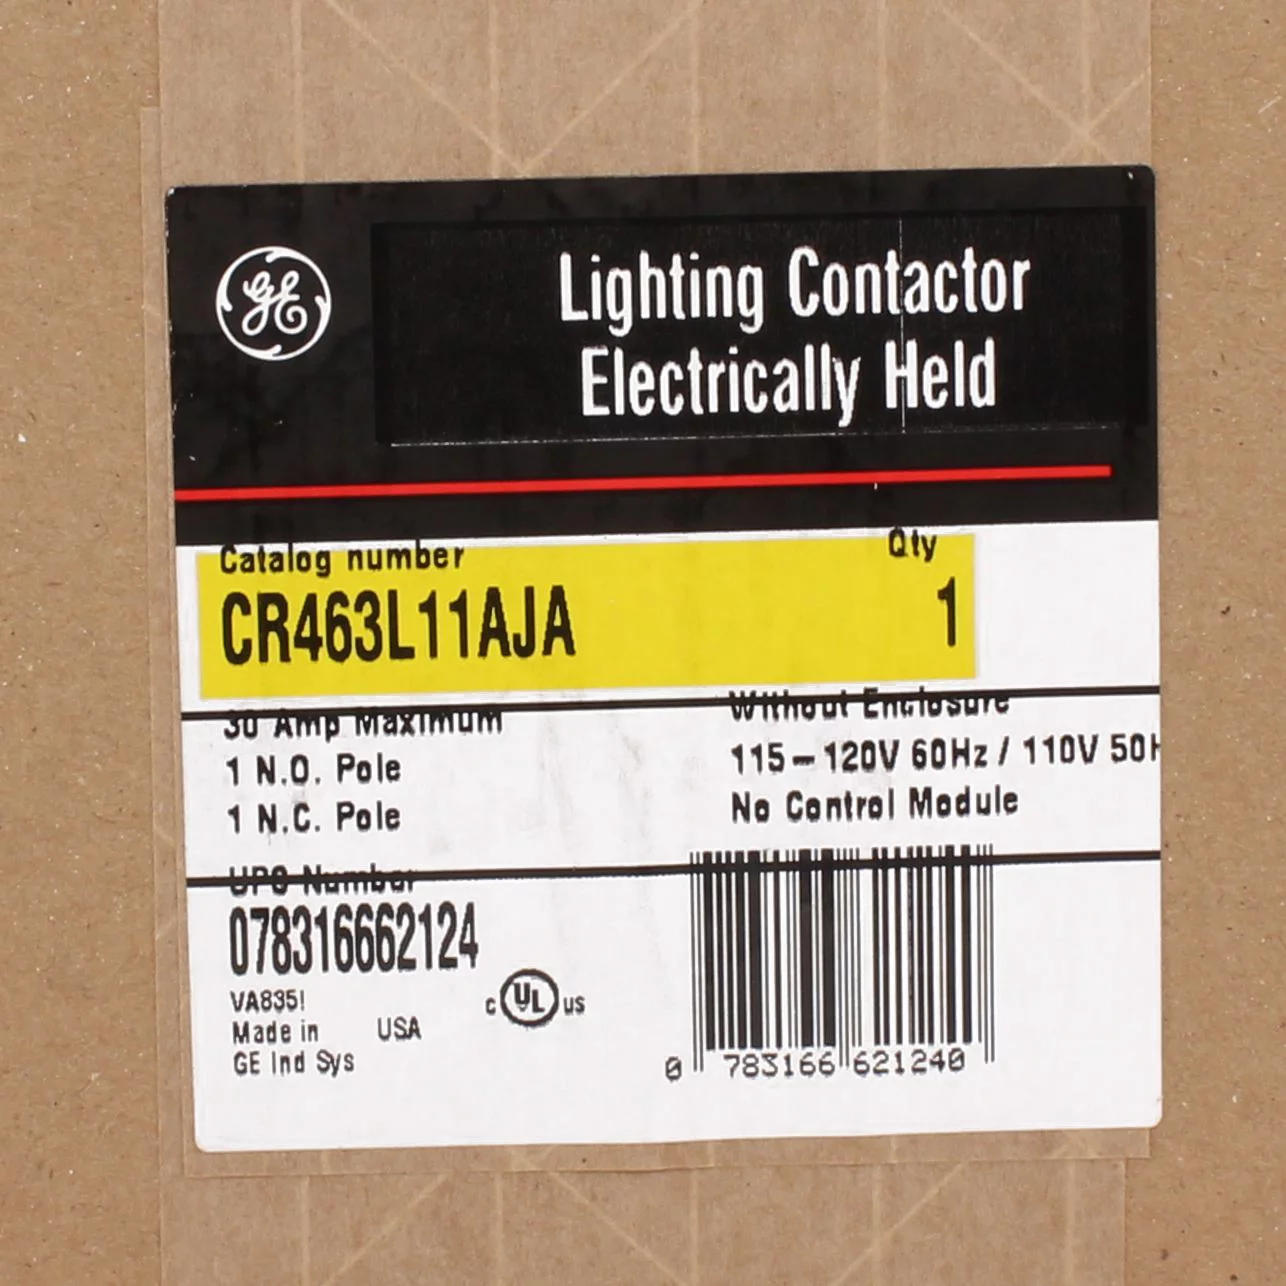 GE
Lighting Contactor
Electrically Held
Catalog number Qty
CR463L11AJA 1
30 Amp Maximum Without Enclosure
1 N.O. Pole 115-120V 60Hz / 110V 50H
1 N.C. Pole No Control Module
UPC Number
078316662124
VA835!
Made in USA
GE Ind Sys
c UL us
0 783166 621240